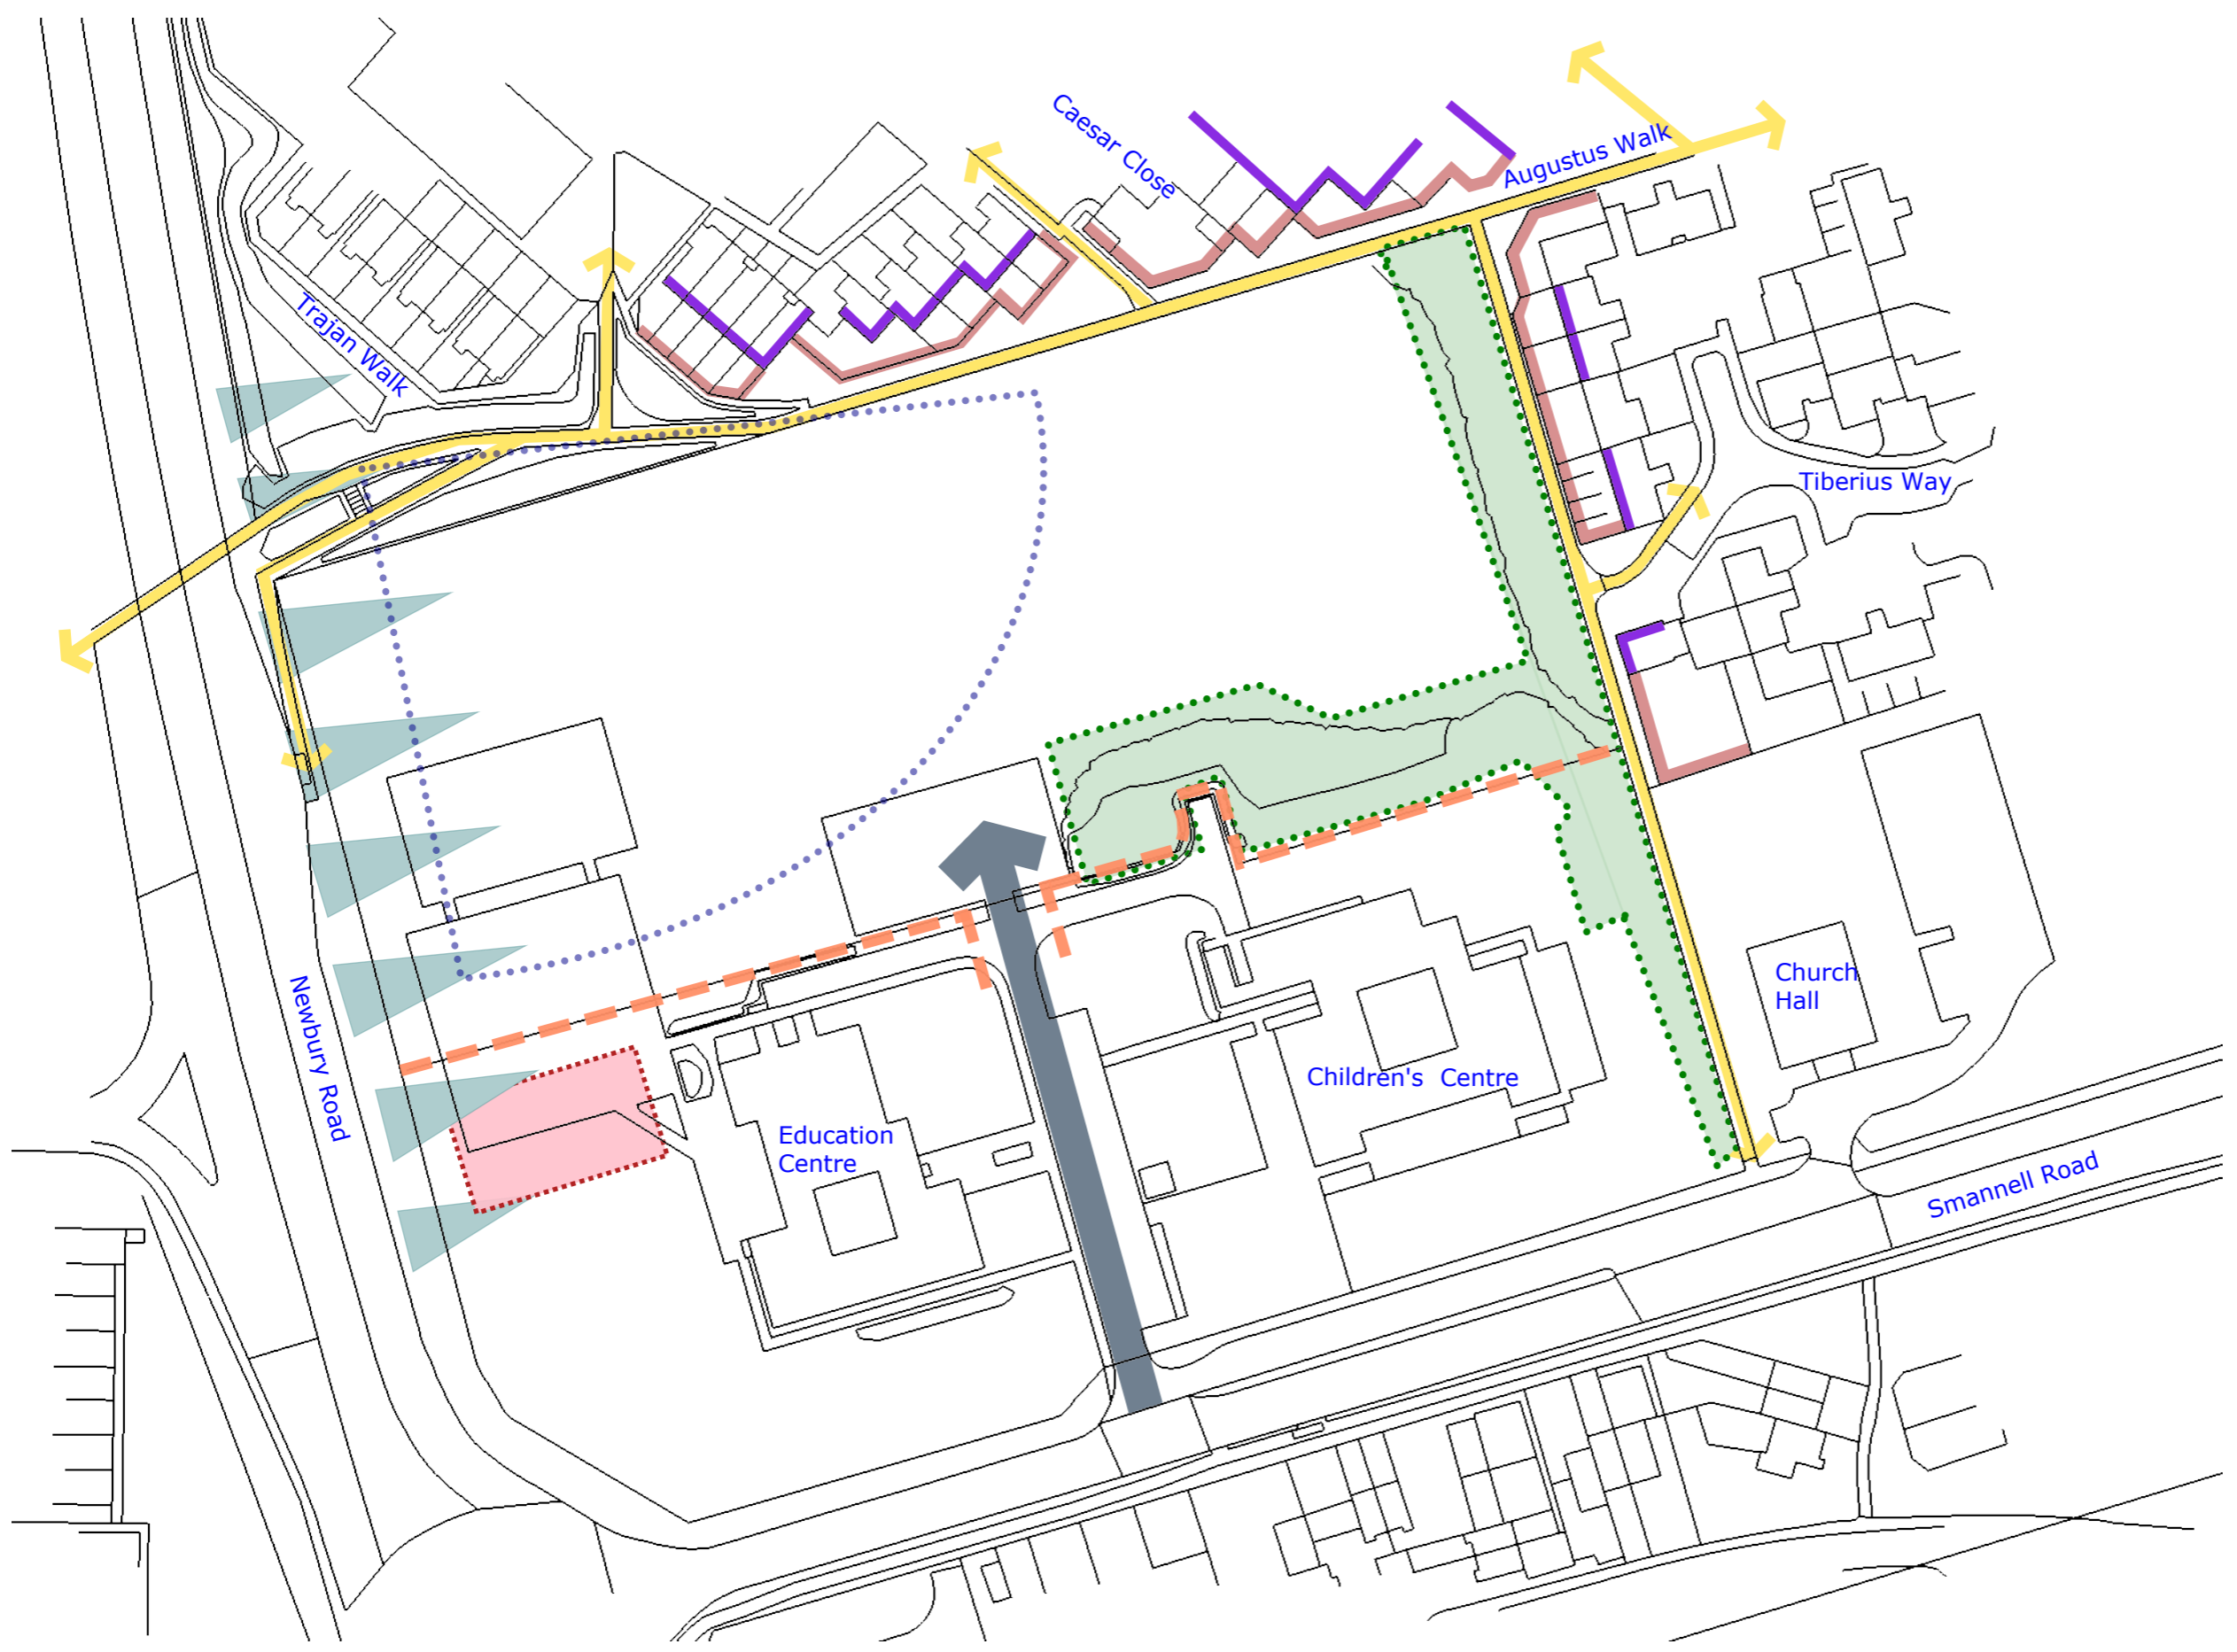 Caesar Close
Augustus Walk
Trajan Walk
Tiberius Way
Church
Hall
Newbury Road
Children's Centre
Education
Centre
Smannell Road